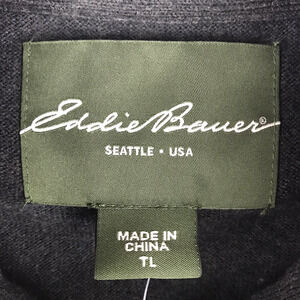 Eddie Bauer®
SEATTLE • USA
MADE IN
CHINA
TL